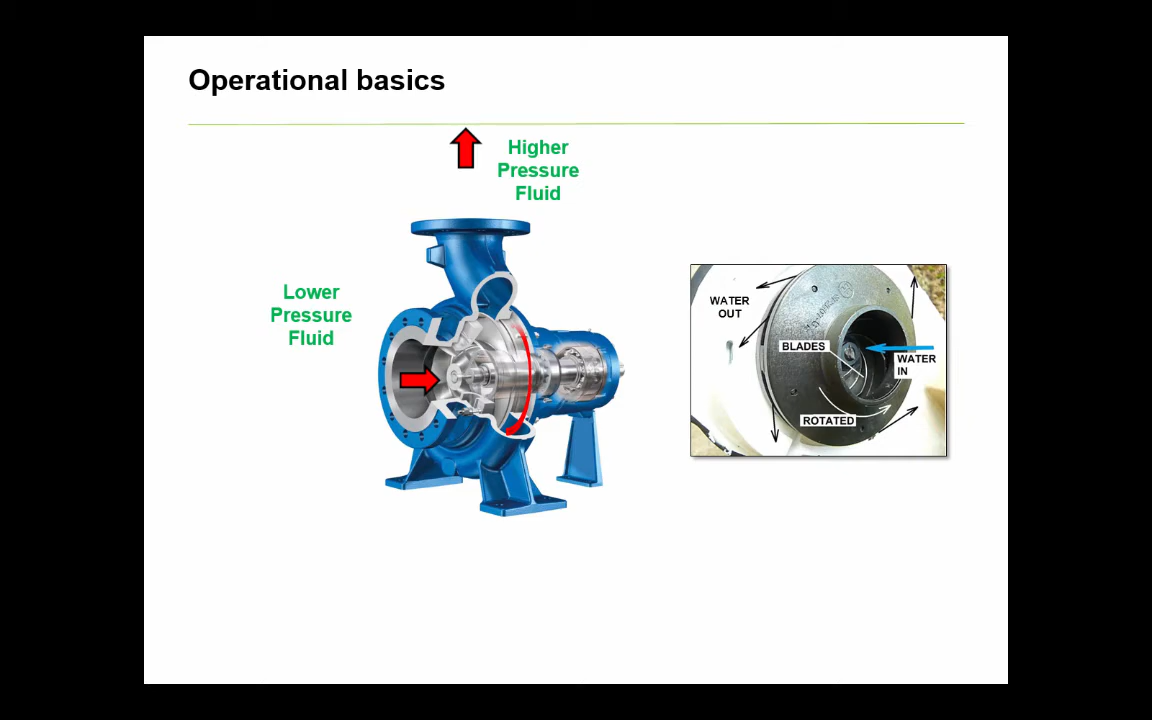 Operational basics
Higher
Pressure
Fluid
Lower
Pressure
Fluid
WATER
OUT
BLADES
WATER
IN
ROTATED